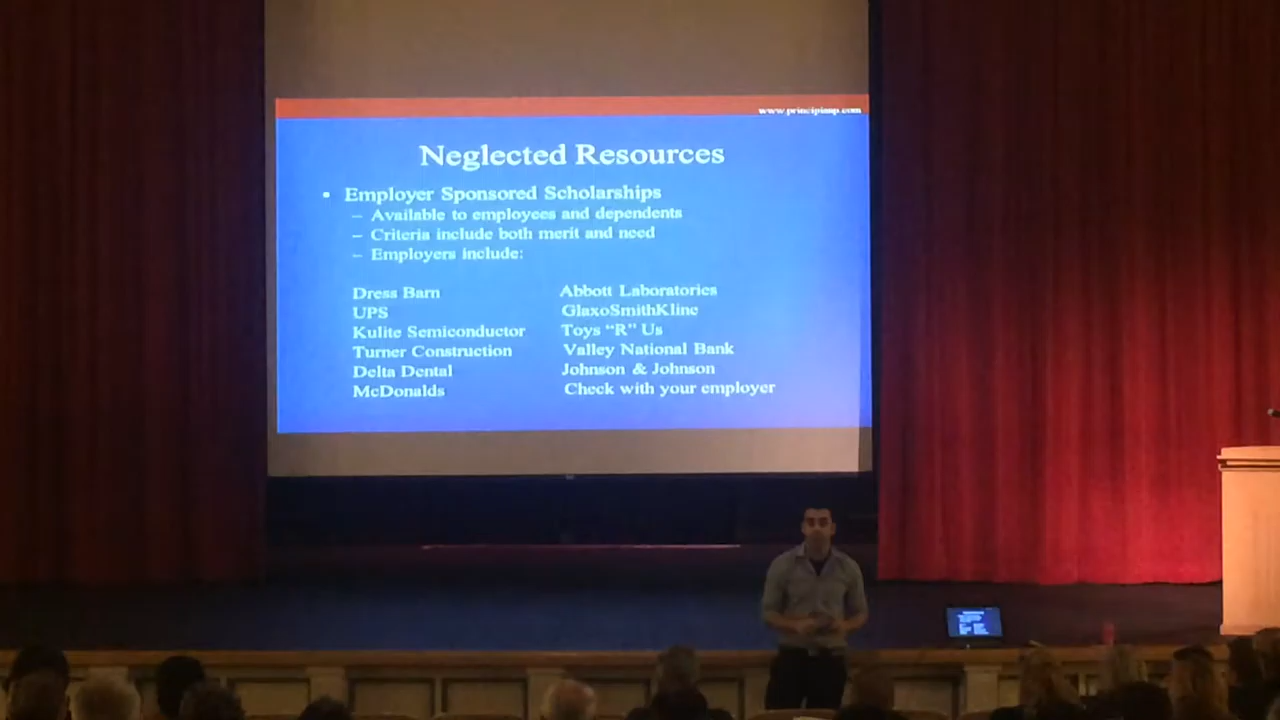 www.principimp.com
Neglected Resources
▪ Employer Sponsored Scholarships
– Available to employees and dependents
– Criteria include both merit and need
– Employers include:
Dress Barn
UPS
Kulite Semiconductor
Turner Construction
Delta Dental
McDonalds
Abbott Laboratories
GlaxoSmithKline
Toys “R” Us
Valley National Bank
Johnson & Johnson
Check with your employer